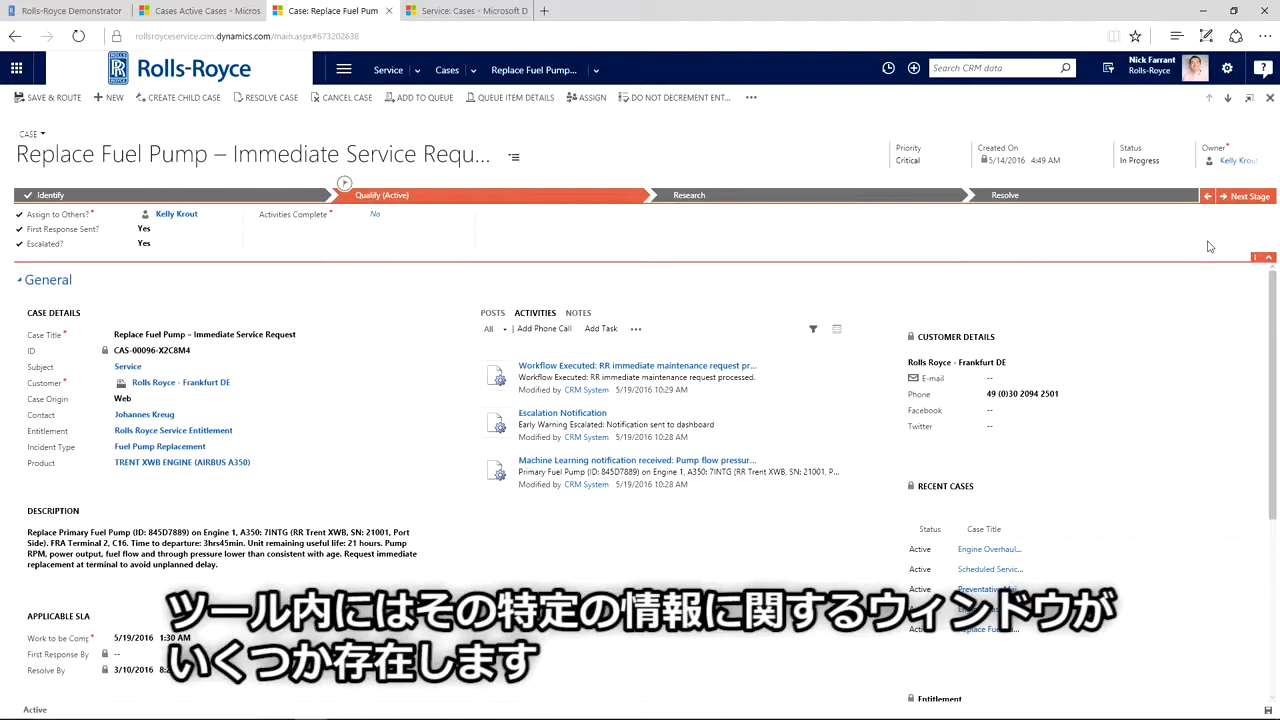 Rolls-Royce Demonstrator
Cases Active Cases - Micros
Case: Replace Fuel Pum
Service: Cases - Microsoft D
rollsroyceservice.crm.dynamics.com/main.aspx#673202638
Rolls-Royce
Service
Cases
Replace Fuel Pump...
Search CRM data
Nick Farrant
Rolls-Royce
SAVE & ROUTE
NEW
CREATE CHILD CASE
RESOLVE CASE
CANCEL CASE
ADD TO QUEUE
QUEUE ITEM DETAILS
ASSIGN
DO NOT DECREMENT ENT...
CASE
Replace Fuel Pump – Immediate Service Requ...
Priority
Critical
Created On
5/14/2016 4:49 AM
Status
In Progress
Owner*
Kelly Krout
Identify
Qualify (Active)
Research
Resolve
Next Stage
Assign to Others?* Kelly Krout
First Response Sent? Yes
Escalated? Yes
Activities Complete* No
General
CASE DETAILS
Case Title* Replace Fuel Pump – Immediate Service Request
ID CAS-00096-X2C8M4
Subject Service
Customer* Rolls Royce - Frankfurt DE
Case Origin Web
Contact Johannes Kreug
Entitlement Rolls Royce Service Entitlement
Incident Type Fuel Pump Replacement
Product TRENT XWB ENGINE (AIRBUS A350)
DESCRIPTION
Replace Primary Fuel Pump (ID: 845D7889) on Engine 1, A350: 7INTG (RR Trent XWB, SN: 21001, Port
Side). FRA Terminal 2, C16. Time to departure: 3hrs45min. Unit remaining useful life: 21 hours. Pump
RPM, power output, fuel flow and through pressure lower than consistent with age. Request immediate
replacement at terminal to avoid unplanned delay.
APPLICABLE SLA
Work to be Comp* 5/19/2016 1:30 AM
First Response By --
Resolve By 3/10/2016
POSTS ACTIVITIES NOTES
All Add Phone Call Add Task
Workflow Executed: RR immediate maintenance request pr...
Workflow Executed: RR immediate maintenance request processed.
Modified by CRM System 5/19/2016 10:29 AM
Escalation Notification
Early Warning Escalated: Notification sent to dashboard
Modified by CRM System 5/19/2016 10:28 AM
Machine Learning notification received: Pump flow pressur...
Primary Fuel Pump (ID: 845D7889) on Engine 1, A350: 7INTG (RR Trent XWB, SN: 21001, P...
Modified by CRM System 5/19/2016 10:28 AM
CUSTOMER DETAILS
Rolls Royce - Frankfurt DE
E-mail --
Phone 49 (0)30 2094 2501
Facebook --
Twitter --
RECENT CASES
Status Case Title
Active Engine Overhaul...
Active Scheduled Servic...
Active
Active
Active
Entitlement
ツール内にはその特定の情報に関するウィンドウが
いくつか存在します
Active